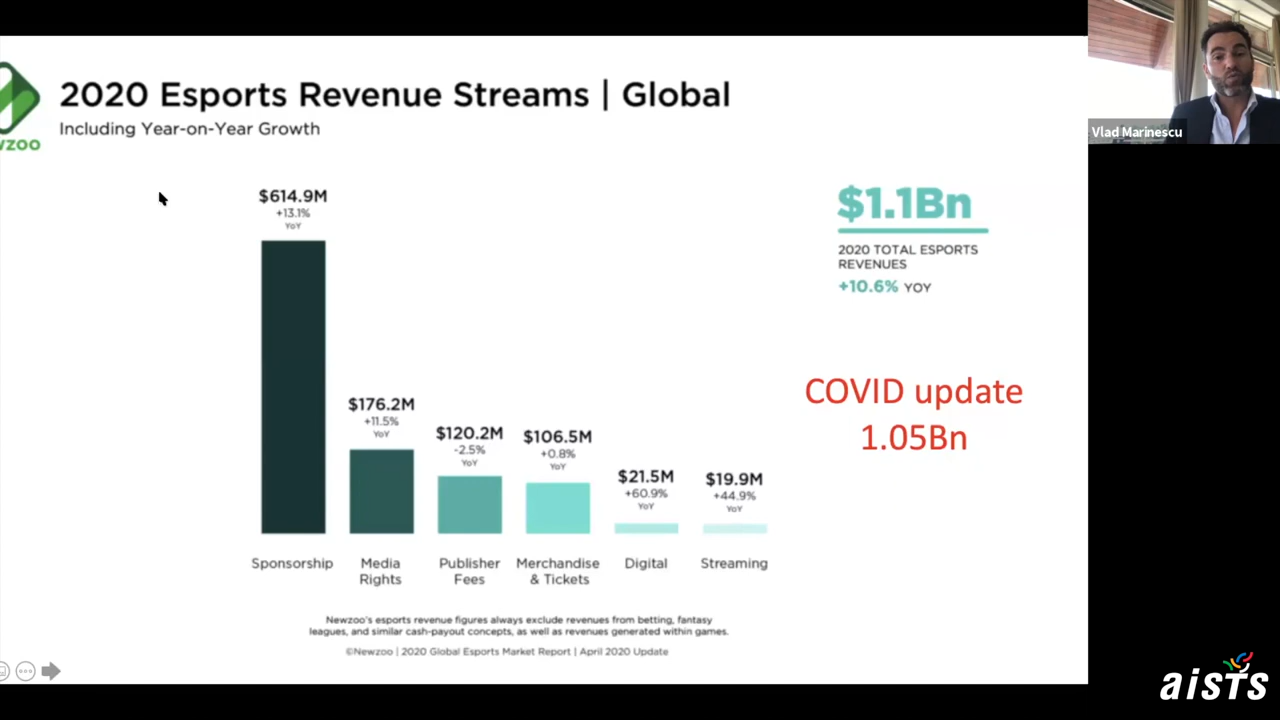 2020 Esports Revenue Streams | Global
Including Year-on-Year Growth
wzoo
Vlad Marinescu
$614.9M
+13.1%
YoY
$176.2M
+11.5%
YoY
$120.2M
-2.5%
YoY
$106.5M
+0.8%
YoY
$21.5M
+60.9%
YoY
$19.9M
+44.9%
YoY
Sponsorship
Media
Rights
Publisher
Fees
Merchandise
& Tickets
Digital
Streaming
$1.1Bn
2020 TOTAL ESPORTS
REVENUES
+10.6% YOY
COVID update
1.05Bn
Newzoo's esports revenue figures always exclude revenues from betting, fantasy
leagues, and similar cash-payout concepts, as well as revenues generated within games.
©Newzoo | 2020 Global Esports Market Report | April 2020 Update
aisTs